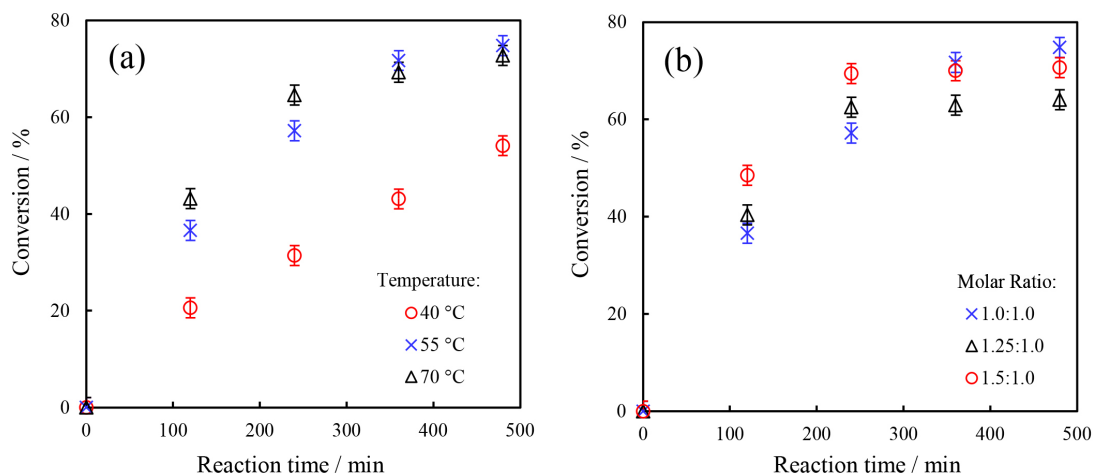 (a)
Conversion / %
80
60
40
20
0
0 100 200 300 400 500
Reaction time / min
Temperature:
40 °C
55 °C
70 °C
(b)
Conversion / %
80
60
40
20
0
0 100 200 300 400 500
Reaction time / min
Molar Ratio:
1.0:1.0
1.25:1.0
1.5:1.0